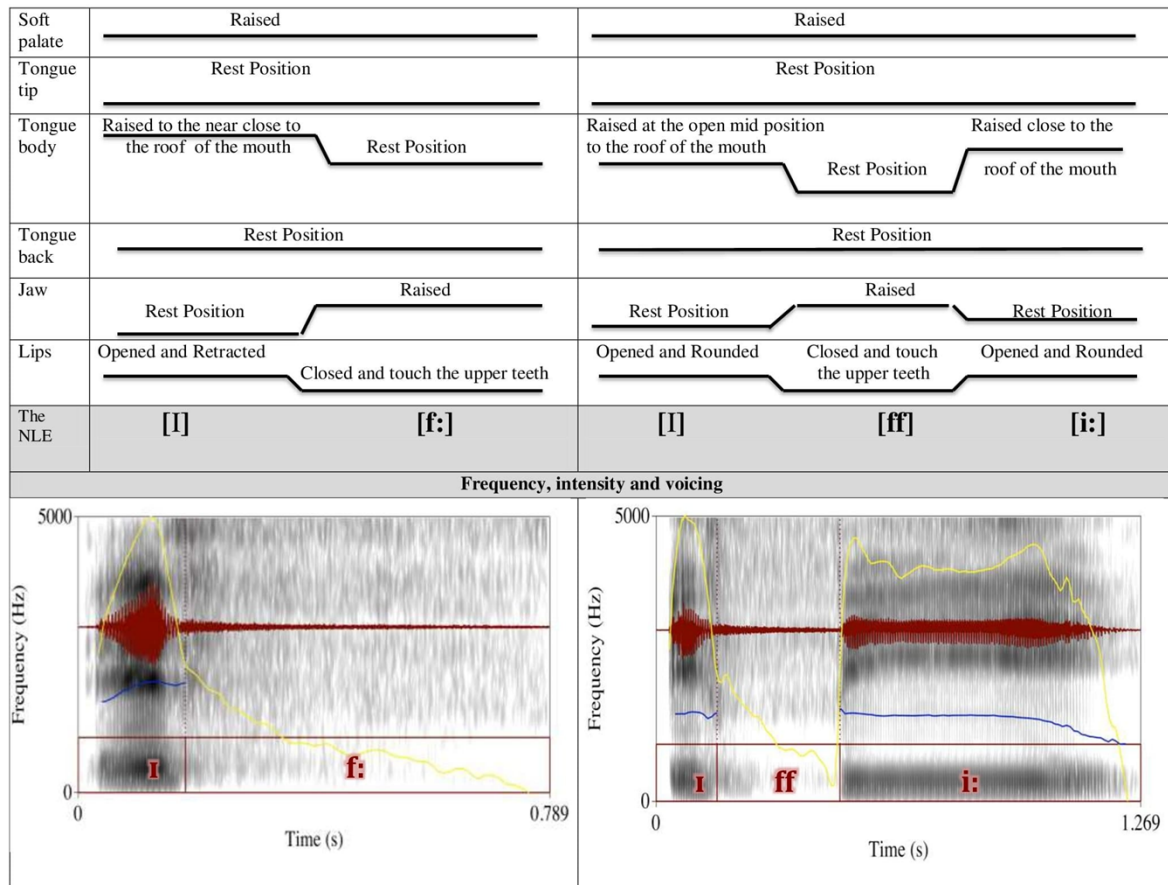 Soft palate
Raised
Raised
Tongue tip
Rest Position
Rest Position
Tongue body
Raised to the near close to
the roof of the mouth
Rest Position
Raised at the open mid position
to the roof of the mouth
Rest Position
Raised close to the
roof of the mouth
Tongue back
Rest Position
Rest Position
Jaw
Rest Position
Raised
Rest Position
Raised
Rest Position
Lips
Opened and Retracted
Closed and touch the upper teeth
Opened and Rounded
Closed and touch
the upper teeth
Opened and Rounded
The NLE
[I]
[f:]
[I]
[ff]
[i:]
Frequency, intensity and voicing
5000
Frequency (Hz)
0
ɪ
f:
0
0.789
Time (s)
5000
Frequency (Hz)
0
ɪ
ff
i:
0
1.269
Time (s)